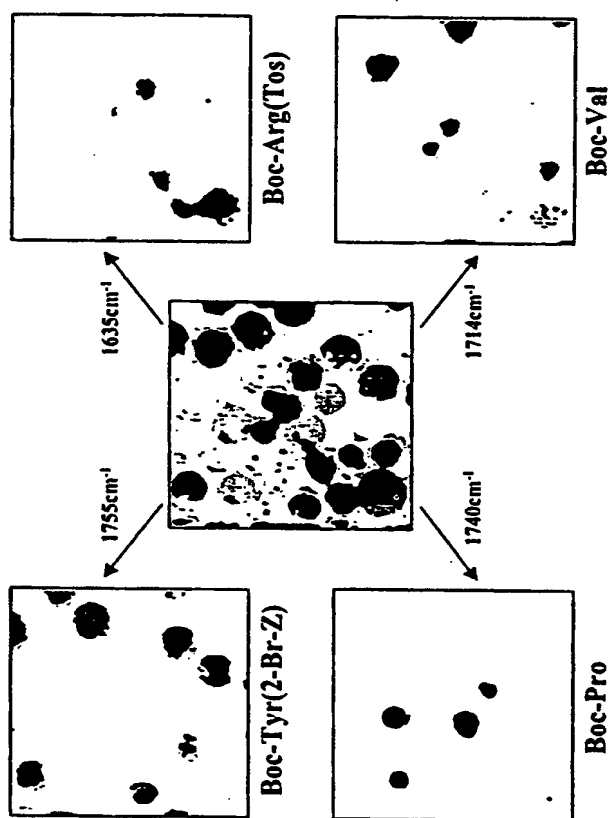 Boc-Tyr(2-Br-Z)
Boc-Arg(Tos)
1755cm-1
1635cm-1
1740cm-1
1714cm-1
Boc-Pro
Boc-Val